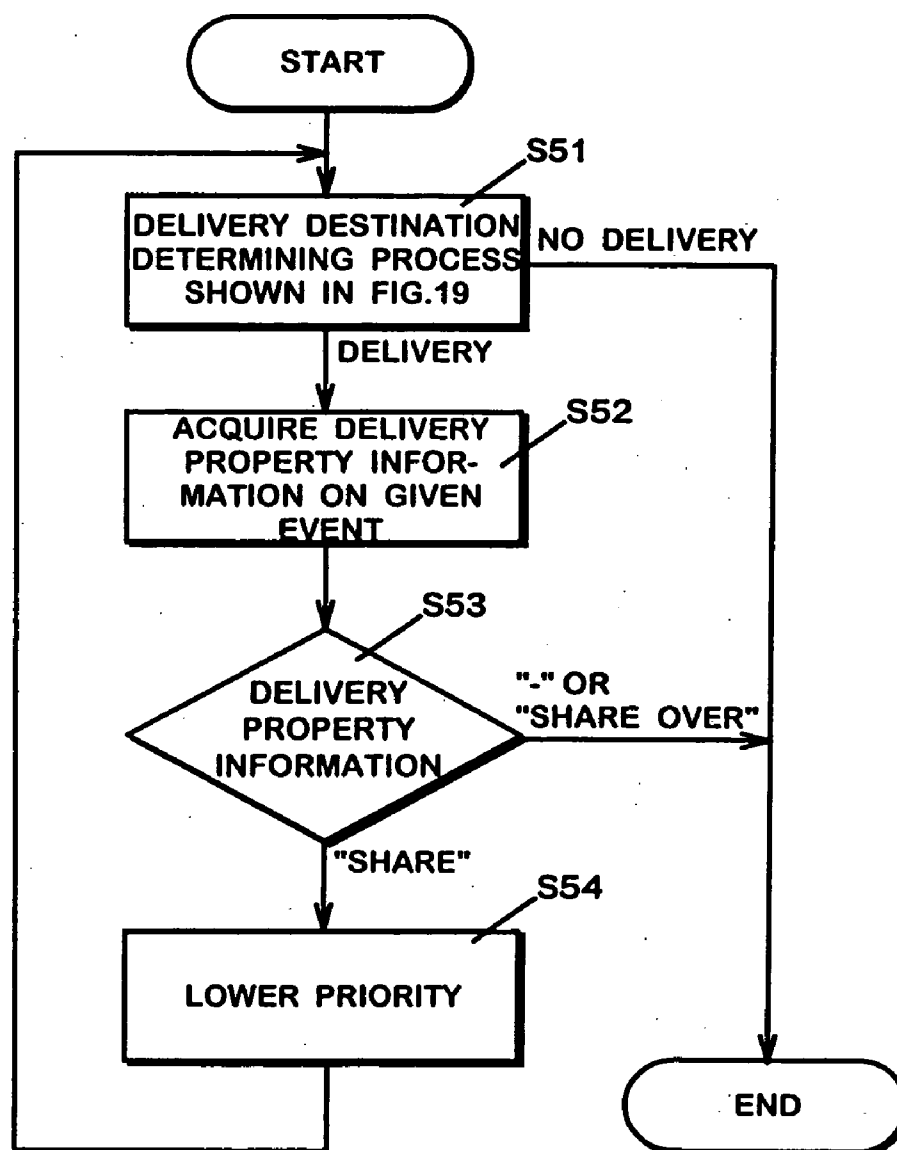 START
S51
DELIVERY DESTINATION
DETERMINING PROCESS
SHOWN IN FIG.19
NO DELIVERY
DELIVERY
S52
ACQUIRE DELIVERY
PROPERTY INFOR-
MATION ON GIVEN
EVENT
S53
DELIVERY
PROPERTY
INFORMATION
"-" OR
"SHARE OVER"
"SHARE"
S54
LOWER PRIORITY
END